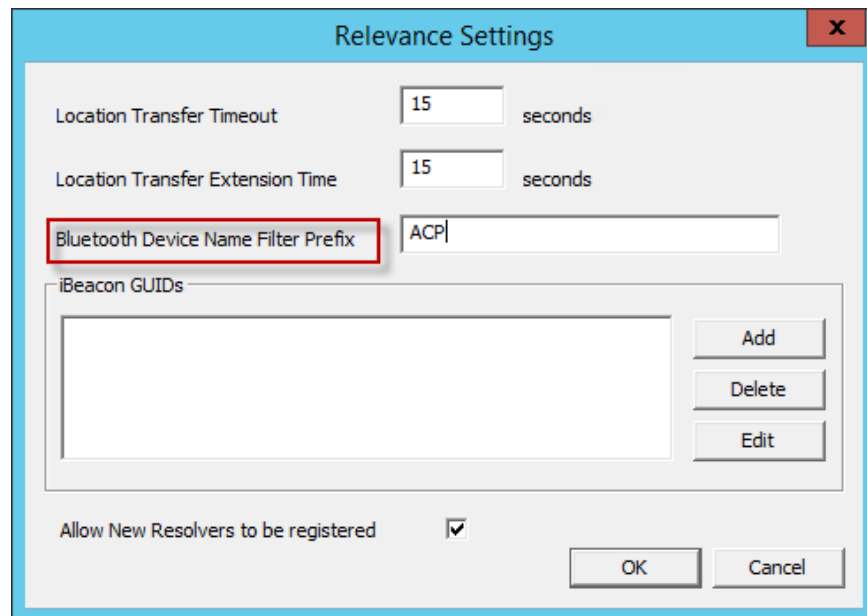 Relevance Settings
x
Location Transfer Timeout 15 seconds
Location Transfer Extension Time 15 seconds
Bluetooth Device Name Filter Prefix ACP
iBeacon GUIDs
Add
Delete
Edit
Allow New Resolvers to be registered
OK Cancel